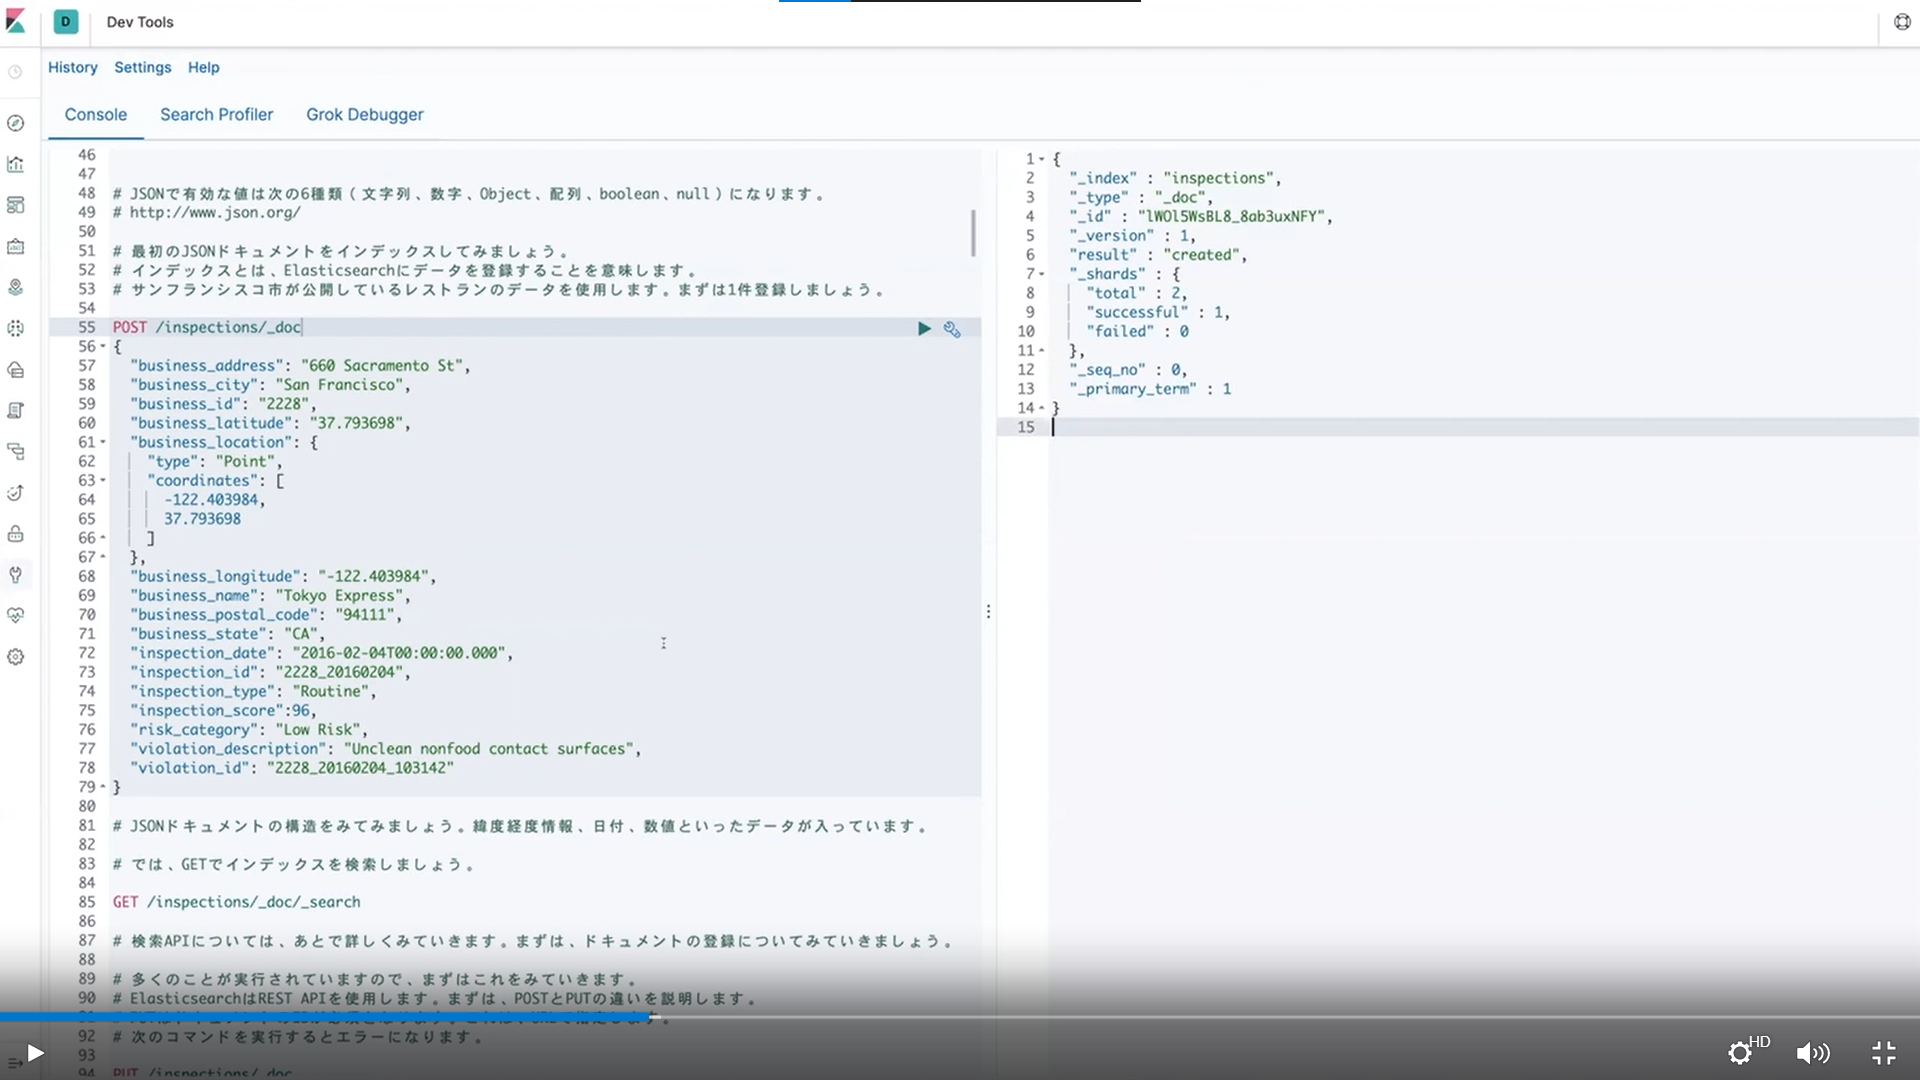 D Dev Tools
History Settings Help
Console Search Profiler Grok Debugger
46
47
48 # JSONで有効な値は次の6種類（文字列、数字、Object、配列、boolean、null）になります。
49 # http://www.json.org/
50
51 # 最初のJSONドキュメントをインデックスしてみましょう。
52 # インデックスとは、Elasticsearchにデータを登録することを意味します。
53 # サンフランシスコ市が公開しているレストランのデータを使用します。まずは1件登録しましょう。
54
55 POST /inspections/_doc
56 {
57 "business_address": "660 Sacramento St",
58 "business_city": "San Francisco",
59 "business_id": "2228",
60 "business_latitude": "37.793698",
61 "business_location": {
62 "type": "Point",
63 "coordinates": [
64 -122.403984,
65 37.793698
66 ]
67 },
68 "business_longitude": "-122.403984",
69 "business_name": "Tokyo Express",
70 "business_postal_code": "94111",
71 "business_state": "CA",
72 "inspection_date": "2016-02-04T00:00:00.000",
73 "inspection_id": "2228_20160204",
74 "inspection_type": "Routine",
75 "inspection_score":96,
76 "risk_category": "Low Risk",
77 "violation_description": "Unclean nonfood contact surfaces",
78 "violation_id": "2228_20160204_103142"
79 }
80
81 # JSONドキュメントの構造をみてみましょう。緯度経度情報、日付、数値といったデータが入っています。
82
83 # では、GETでインデックスを検索しましょう。
84
85 GET /inspections/_doc/_search
86
87 # 検索APIについては、あとで詳しくみていきます。まずは、ドキュメントの登録についてみていきましょう。
88
89 # 多くのことが実行されていますので、まずはこれをみていきます。
90 # ElasticsearchはREST APIを使用します。まずは、POSTとPUTの違いを説明します。
92 # 次のコマンドを実行するとエラーになります。
93
94 PUT /inspections/_doc
1 {
2 "_index" : "inspections",
3 "_type" : "_doc",
4 "_id" : "lWOl5WsBL8_8ab3uxNFY",
5 "_version" : 1,
6 "result" : "created",
7 "_shards" : {
8 "total" : 2,
9 "successful" : 1,
10 "failed" : 0
11 },
12 "_seq_no" : 0,
13 "_primary_term" : 1
14 }
15
HD